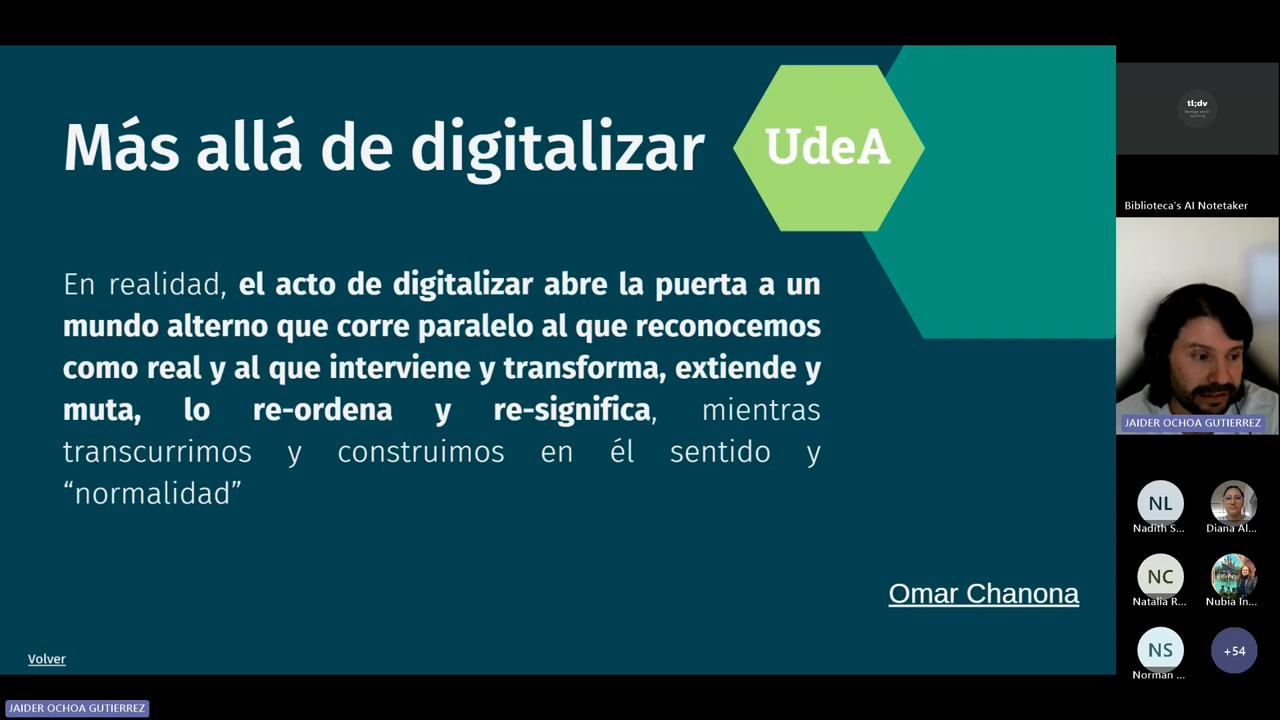 Más allá de digitalizar
UdeA
En realidad, el acto de digitalizar abre la puerta a un
mundo alterno que corre paralelo al que reconocemos
como real y al que interviene y transforma, extiende y
muta, lo re-ordena y re-significa, mientras
transcurrimos y construimos en él sentido y
“normalidad”
Omar Chanona
Volver
JAIDER OCHOA GUTIERREZ
tl;dv
Biblioteca's AI Notetaker
JAIDER OCHOA GUTIERREZ
NL
Nadith S...
Diana Al...
NC
Natalia R...
Nubia In...
NS
Norman ...
+54